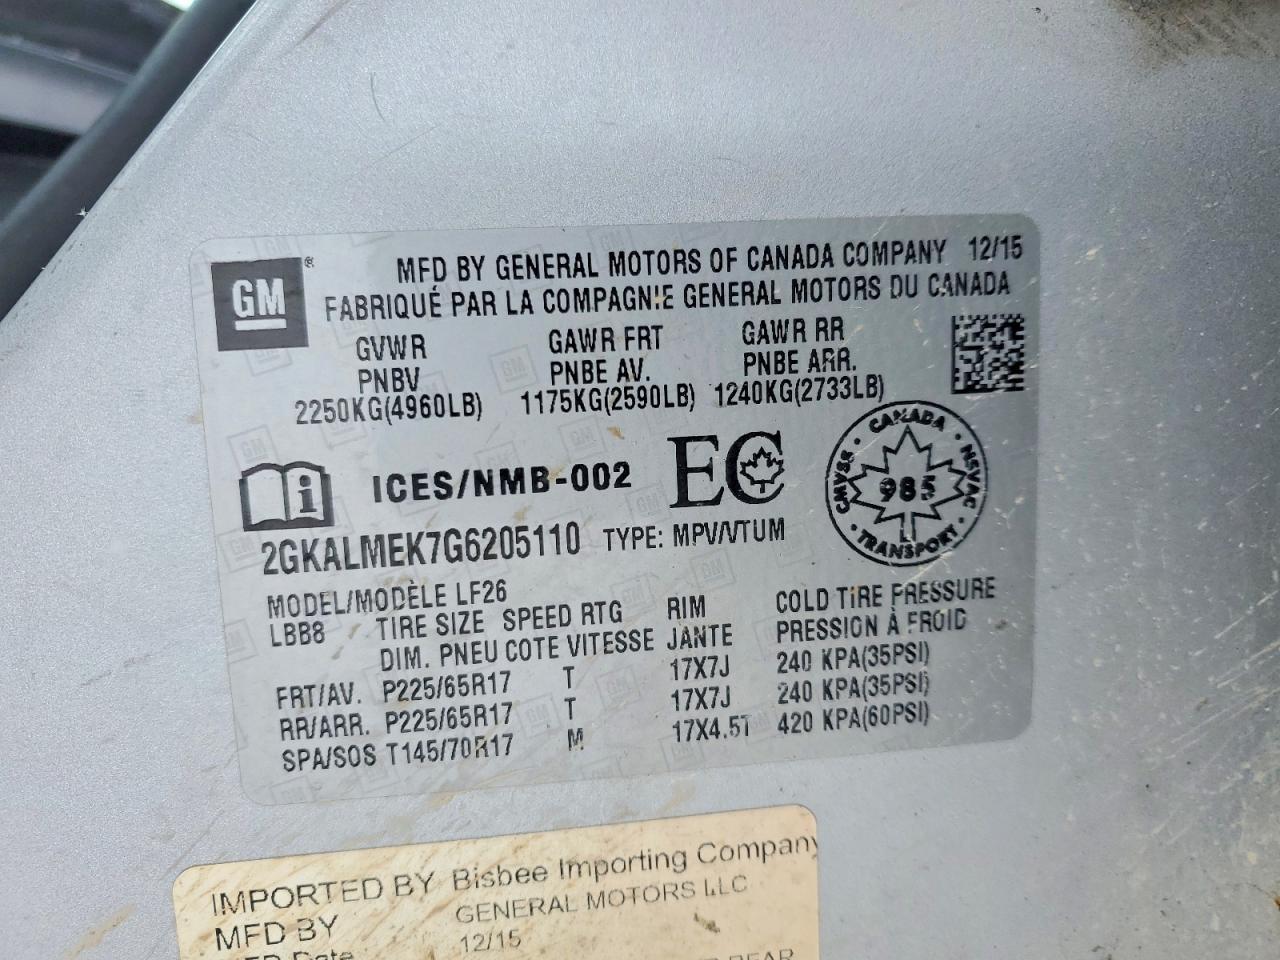 GM ®
MFD BY GENERAL MOTORS OF CANADA COMPANY 12/15
FABRIQUÉ PAR LA COMPAGNIE GENERAL MOTORS DU CANADA
GVWR GAWR FRT GAWR RR
PNBV PNBE AV. PNBE ARR.
2250KG(4960LB) 1175KG(2590LB) 1240KG(2733LB)
i ICES/NMB-002 EC
CANADA · NSVAC · TRANSPORT · CMVSS ·
985
2GKALMEK7G6205110 TYPE: MPV/VTUM
MODEL/MODÈLE LF26
LBB8 TIRE SIZE SPEED RTG RIM COLD TIRE PRESSURE
DIM. PNEU COTE VITESSE JANTE PRESSION À FROID
FRT/AV. P225/65R17 T 17X7J 240 KPA(35PSI)
RR/ARR. P225/65R17 T 17X7J 240 KPA(35PSI)
SPA/SOS T145/70R17 M 17X4.5T 420 KPA(60PSI)
IMPORTED BY Bisbee Importing Company
MFD BY GENERAL MOTORS LLC
12/15
Date
REAR